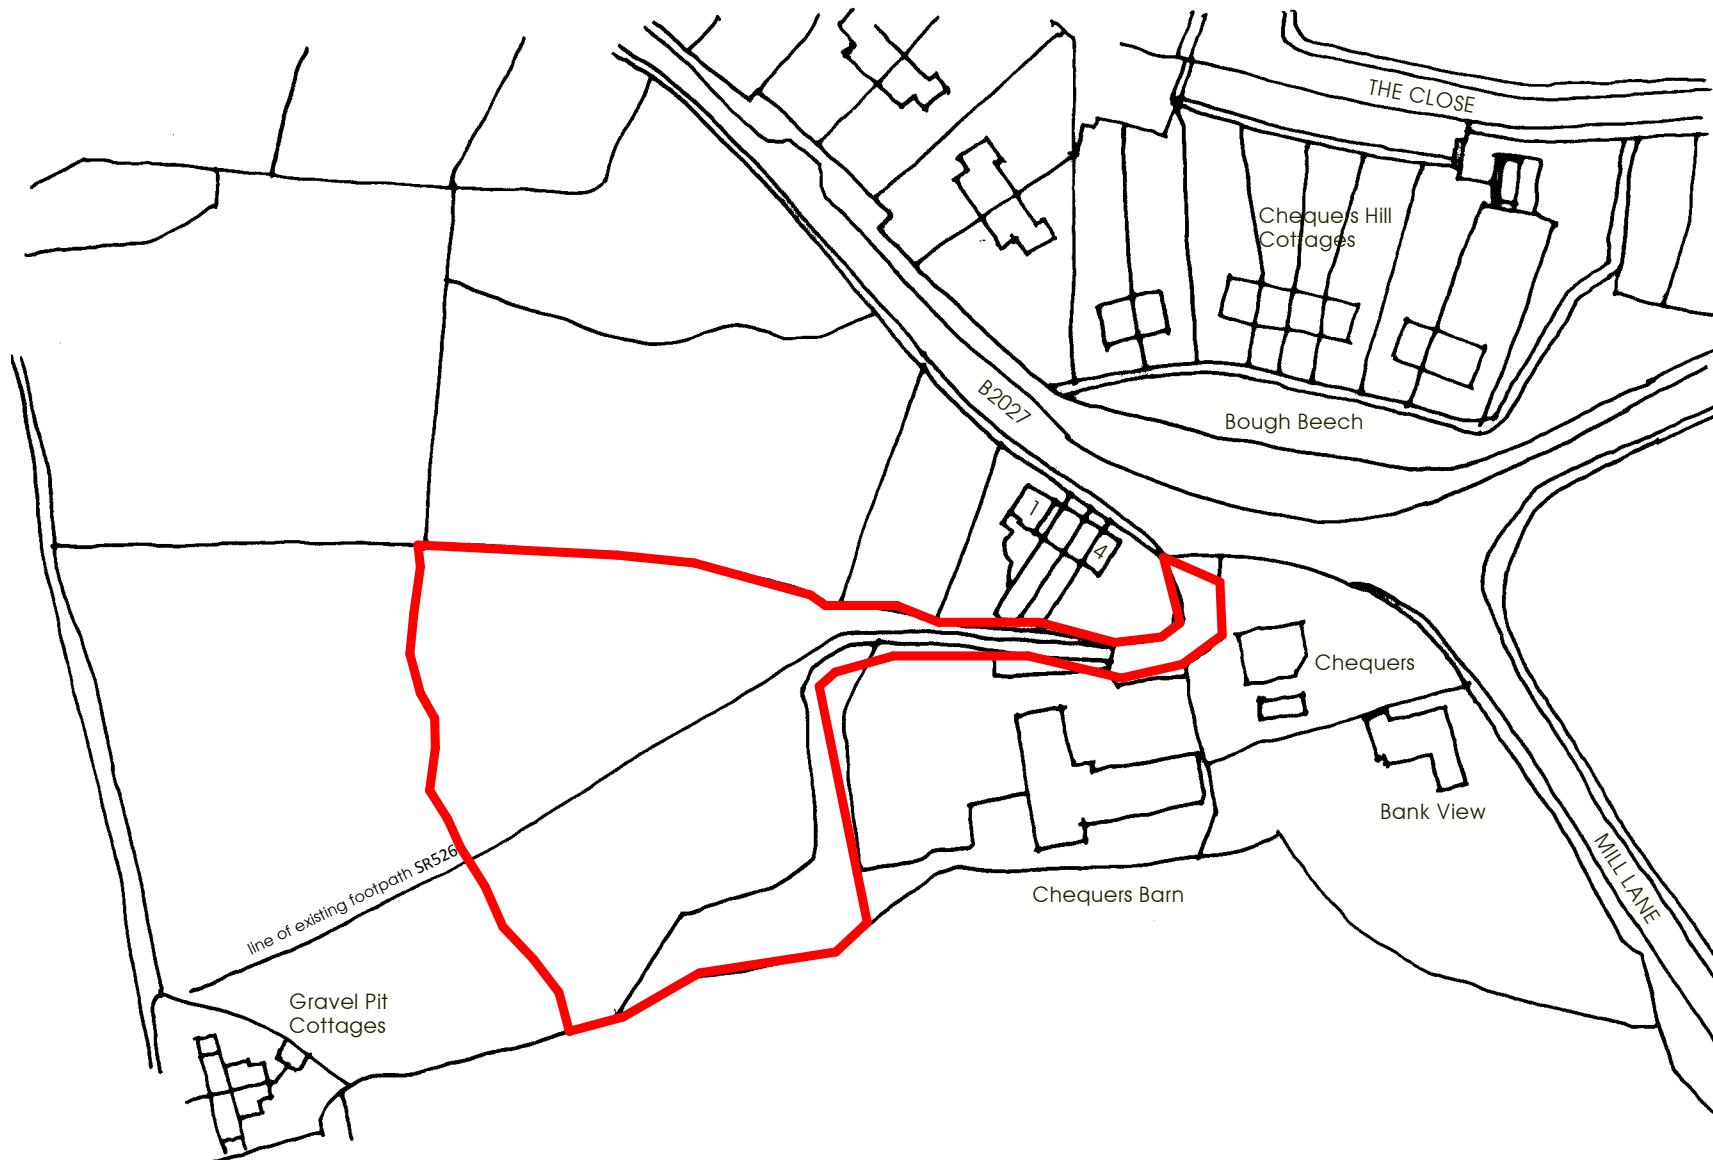 THE CLOSE
Chequers Hill
Cottages
B2027
Bough Beech
1
4
Chequers
Bank View
line of existing footpath SR526
MILL LANE
Chequers Barn
Gravel Pit
Cottages